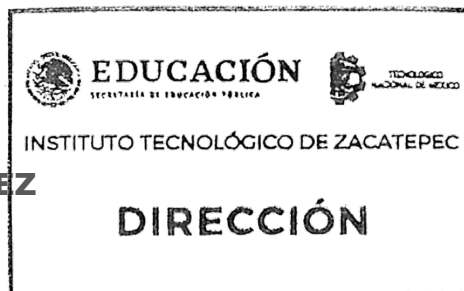 EDUCACIÓN
SECRETARÍA DE EDUCACIÓN PÚBLICA
TECNOLÓGICO
NACIONAL DE MÉXICO
INSTITUTO TECNOLÓGICO DE ZACATEPEC
EZ
DIRECCIÓN